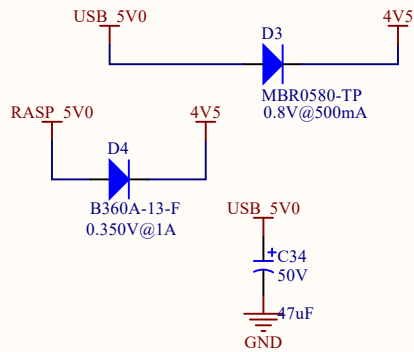 USB_5V0
4V5
D3
MBR0580-TP
0.8V@500mA
RASP_5V0
4V5
D4
B360A-13-F
0.350V@1A
USB_5V0
C34
50V
47uF
GND